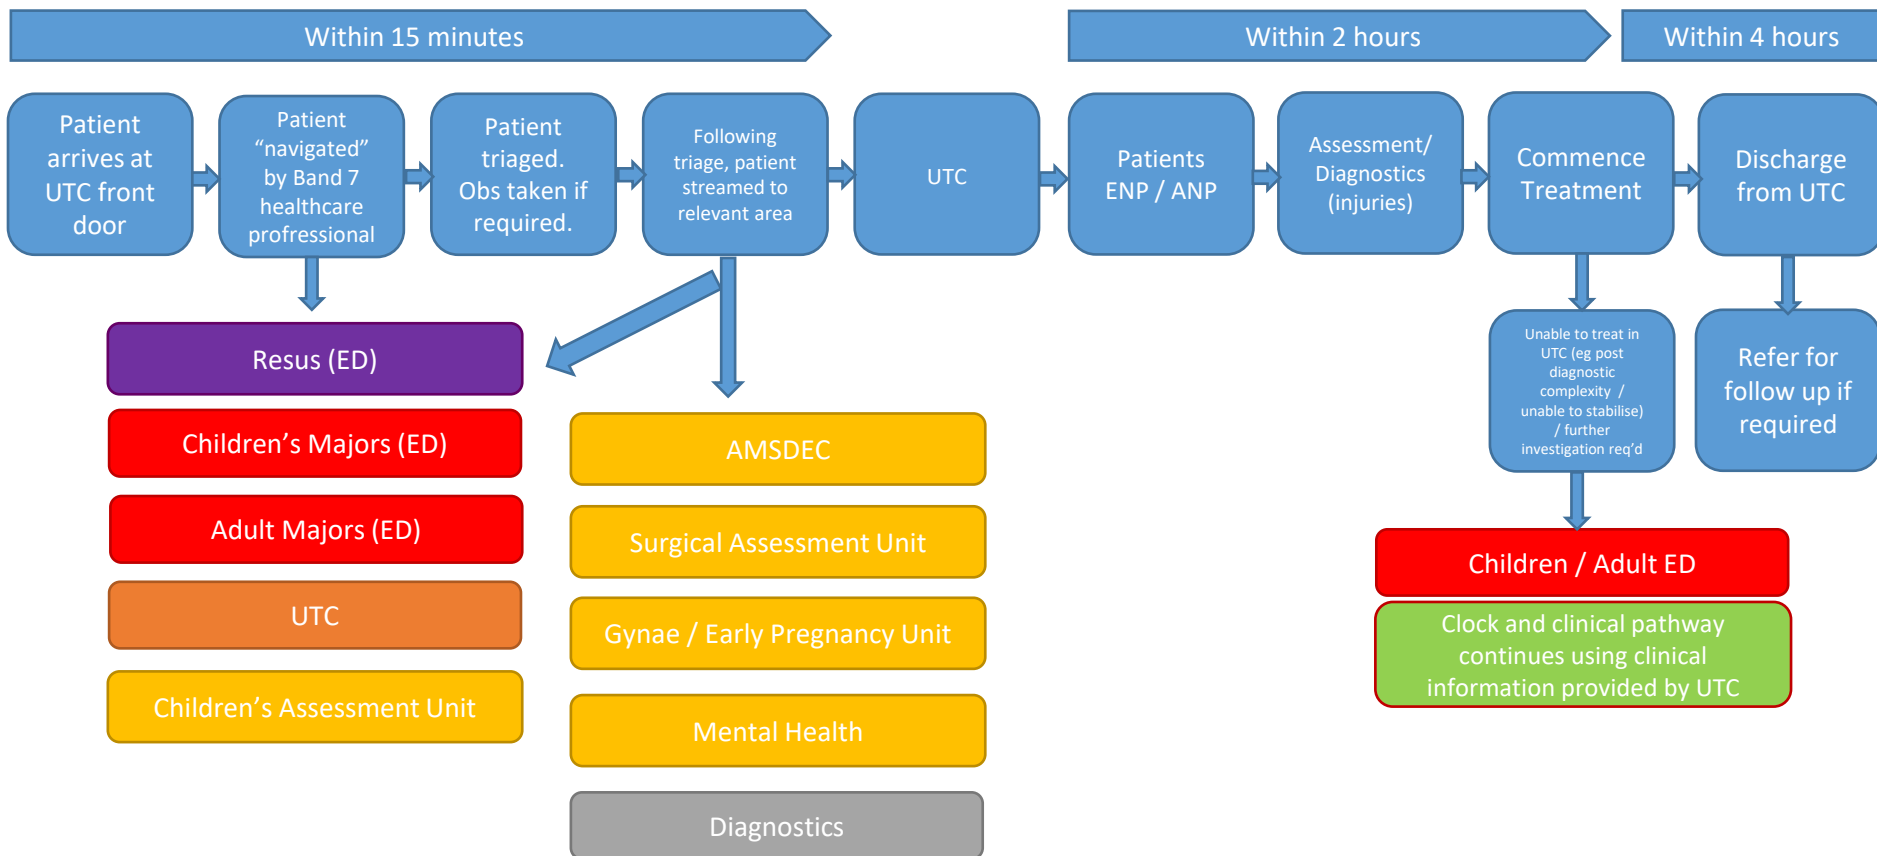 Within 15 minutes
Within 2 hours
Within 4 hours
Patient
arrives at
UTC front
door
Patient
“navigated”
by Band 7
healthcare
profressional
Patient
triaged.
Obs taken if
required.
Following
triage, patient
streamed to
relevant area
UTC
Patients
ENP / ANP
Assessment/
Diagnostics
(injuries)
Commence
Treatment
Discharge
from UTC
Resus (ED)
Children’s Majors (ED)
Adult Majors (ED)
UTC
Children’s Assessment Unit
AMSDEC
Surgical Assessment Unit
Gynae / Early Pregnancy Unit
Mental Health
Diagnostics
Unable to treat in
UTC (eg post
diagnostic
complexity /
unable to stabilise)
/ further
investigation req’d
Refer for
follow up if
required
Children / Adult ED
Clock and clinical pathway
continues using clinical
information provided by UTC